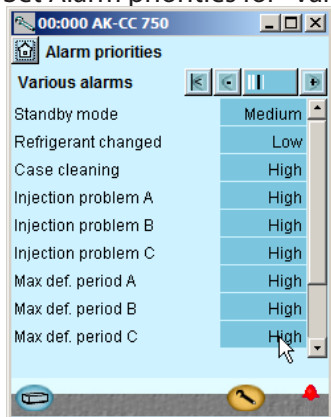 Set Alarm priorities for
00:000 AK-CC 750
Alarm priorities
Various alarms
Standby mode Medium
Refrigerant changed Low
Case cleaning High
Injection problem A High
Injection problem B High
Injection problem C High
Max def. period A High
Max def. period B High
Max def. period C High